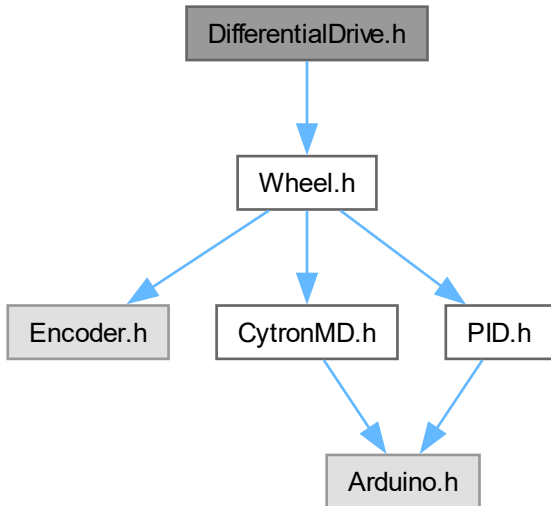 DifferentialDrive.h
Wheel.h
Encoder.h
CytronMD.h
PID.h
Arduino.h